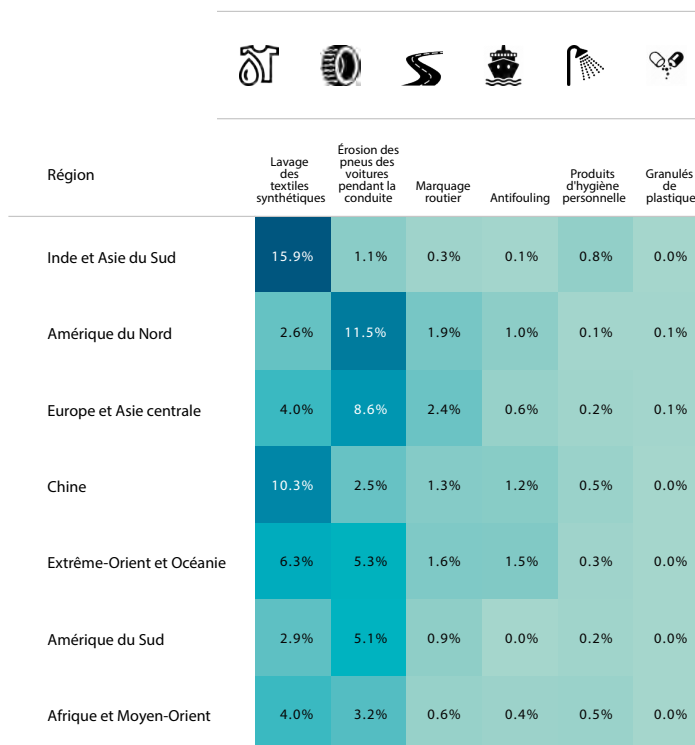 Région
Lavage
des
textiles
synthétiques
Érosion des
pneus des
voitures
pendant la
conduite
Marquage
routier
Antifouling
Produits
d'hygiène
personnelle
Granulés
de
plastique
Inde et Asie du Sud 15.9% 1.1% 0.3% 0.1% 0.8% 0.0%
Amérique du Nord 2.6% 11.5% 1.9% 1.0% 0.1% 0.1%
Europe et Asie centrale 4.0% 8.6% 2.4% 0.6% 0.2% 0.1%
Chine 10.3% 2.5% 1.3% 1.2% 0.5% 0.0%
Extrême-Orient et Océanie 6.3% 5.3% 1.6% 1.5% 0.3% 0.0%
Amérique du Sud 2.9% 5.1% 0.9% 0.0% 0.2% 0.0%
Afrique et Moyen-Orient 4.0% 3.2% 0.6% 0.4% 0.5% 0.0%